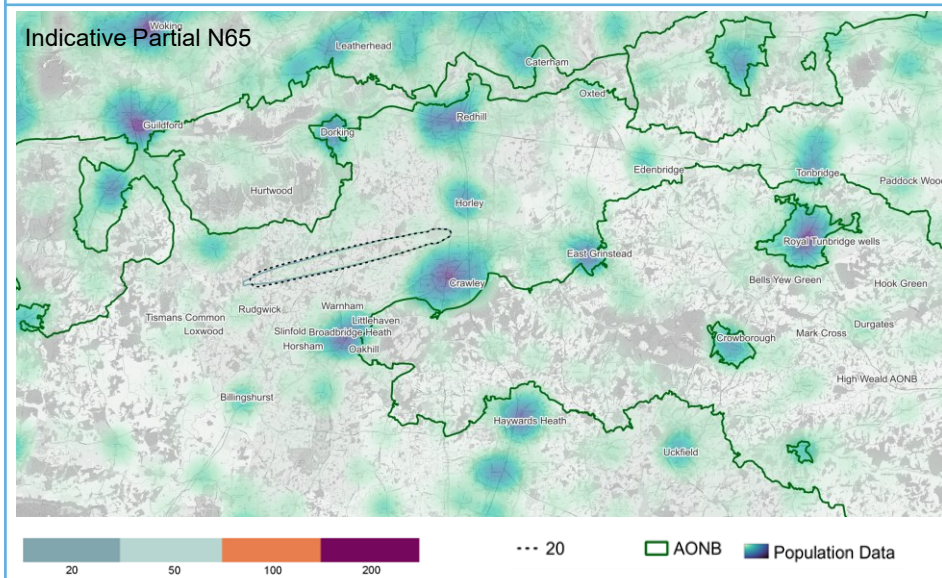 Indicative Partial N65
Woking
Leatherhead
Caterham
Oxted
Guildford
Redhill
Dorking
Edenbridge
Tonbridge
Paddock Wood
Hurtwood
Horley
Royal Tunbridge wells
East Grinstead
Crawley
Bells Yew Green
Hook Green
Rudgwick
Warnham
Tismans Common
Littlehaven
Loxwood
Slinfold
Broadbridge Heath
Durgates
Mark Cross
Crowborough
Horsham
Oakhill
High Weald AONB
Billingshurst
Haywards Heath
Uckfield
20
AONB
Population Data
20
50
100
200